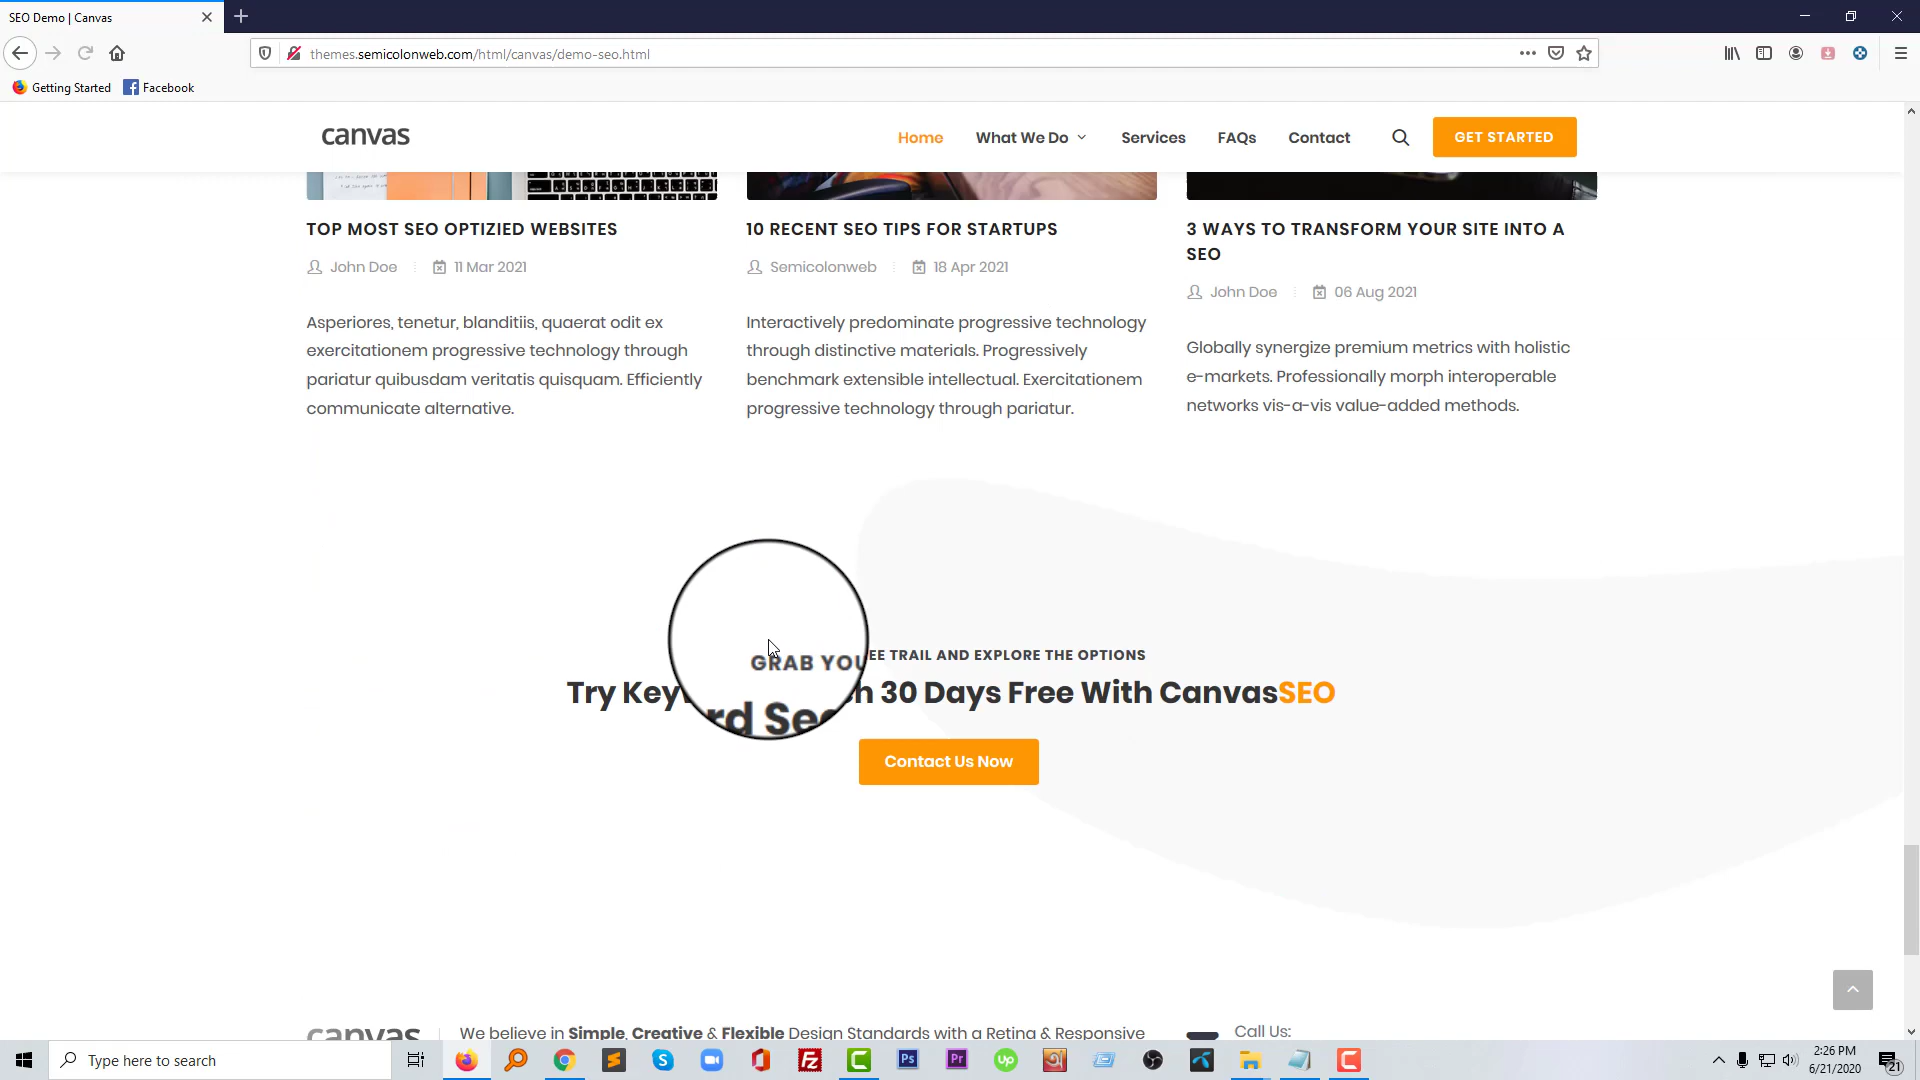 SEO Demo | Canvas
themes.semicolonweb.com/html/canvas/demo-seo.html
Getting Started Facebook
canvas Home What We Do Services FAQs Contact GET STARTED
TOP MOST SEO OPTIZIED WEBSITES
John Doe 11 Mar 2021
Asperiores, tenetur, blanditiis, quaerat odit ex
exercitationem progressive technology through
pariatur quibusdam veritatis quisquam. Efficiently
communicate alternative.
10 RECENT SEO TIPS FOR STARTUPS
Semicolonweb 18 Apr 2021
Interactively predominate progressive technology
through distinctive materials. Progressively
benchmark extensible intellectual. Exercitationem
progressive technology through pariatur.
3 WAYS TO TRANSFORM YOUR SITE INTO A
SEO
John Doe 06 Aug 2021
Globally synergize premium metrics with holistic
e-markets. Professionally morph interoperable
networks vis-a-vis value-added methods.
GRAB YOU EE TRAIL AND EXPLORE THE OPTIONS
Try Key rd Sea h 30 Days Free With CanvasSEO
Contact Us Now
canvas We believe in Simple, Creative & Flexible Design Standards with a Retina & Responsive Call Us:
Type here to search
2:26 PM
6/21/2020
21